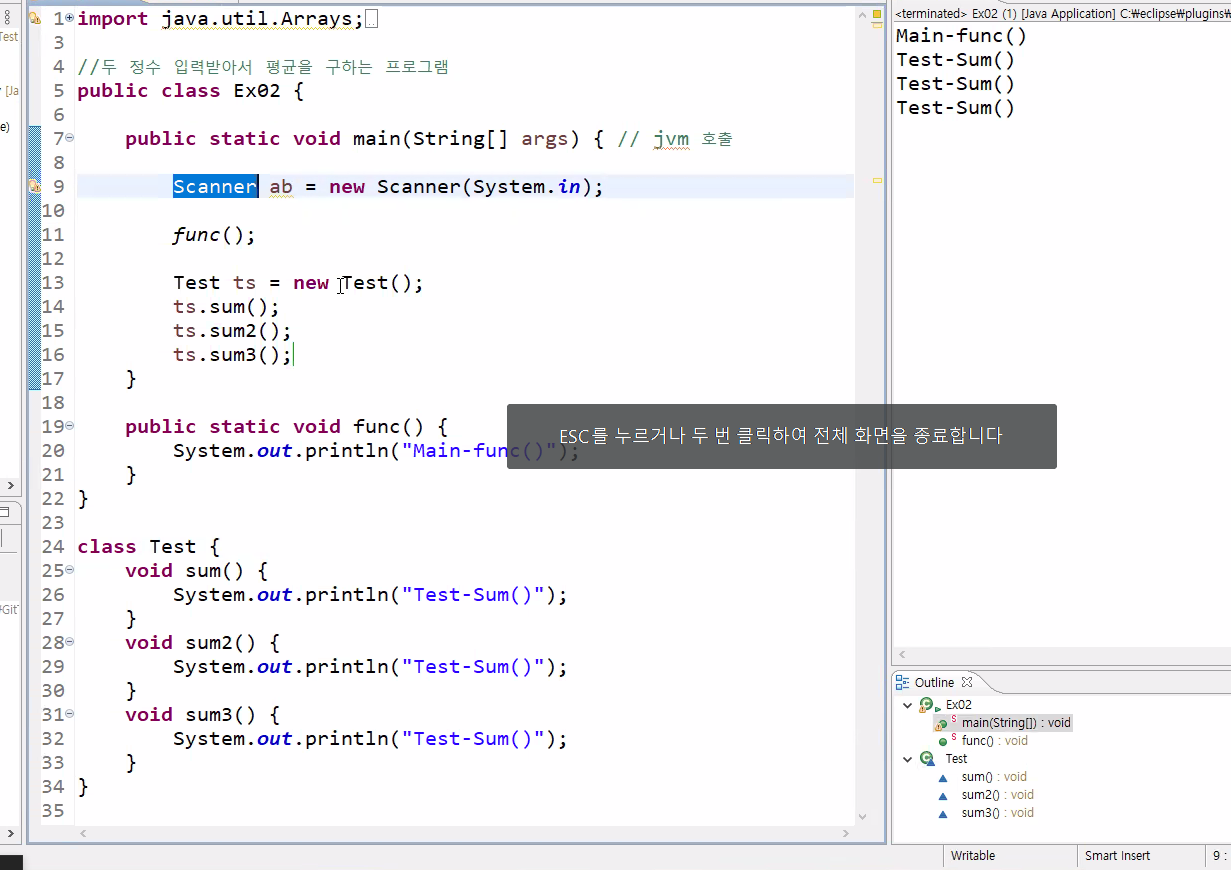 import java.util.Arrays;
//두 정수 입력받아서 평균을 구하는 프로그램
public class Ex02 {
public static void main(String[] args) { // jvm 호출
Scanner ab = new Scanner(System.in);
func();
Test ts = new Test();
ts.sum();
ts.sum2();
ts.sum3();
}
public static void func() {
System.out.println("Main-func()");
}
}
class Test {
void sum() {
System.out.println("Test-Sum()");
}
void sum2() {
System.out.println("Test-Sum()");
}
void sum3() {
System.out.println("Test-Sum()");
}
}
1
3
4
5
6
7
8
9
10
11
12
13
14
15
16
17
18
19
20
21
22
23
24
25
26
27
28
29
30
31
32
33
34
35
ESC를 누르거나 두 번 클릭하여 전체 화면을 종료합니다
<terminated> Ex02 (1) [Java Application] C:₩eclipse₩plugins₩
Main-func()
Test-Sum()
Test-Sum()
Test-Sum()
Outline
Ex02
main(String[]) : void
func() : void
Test
sum() : void
sum2() : void
sum3() : void
Writable
Smart Insert
9 :